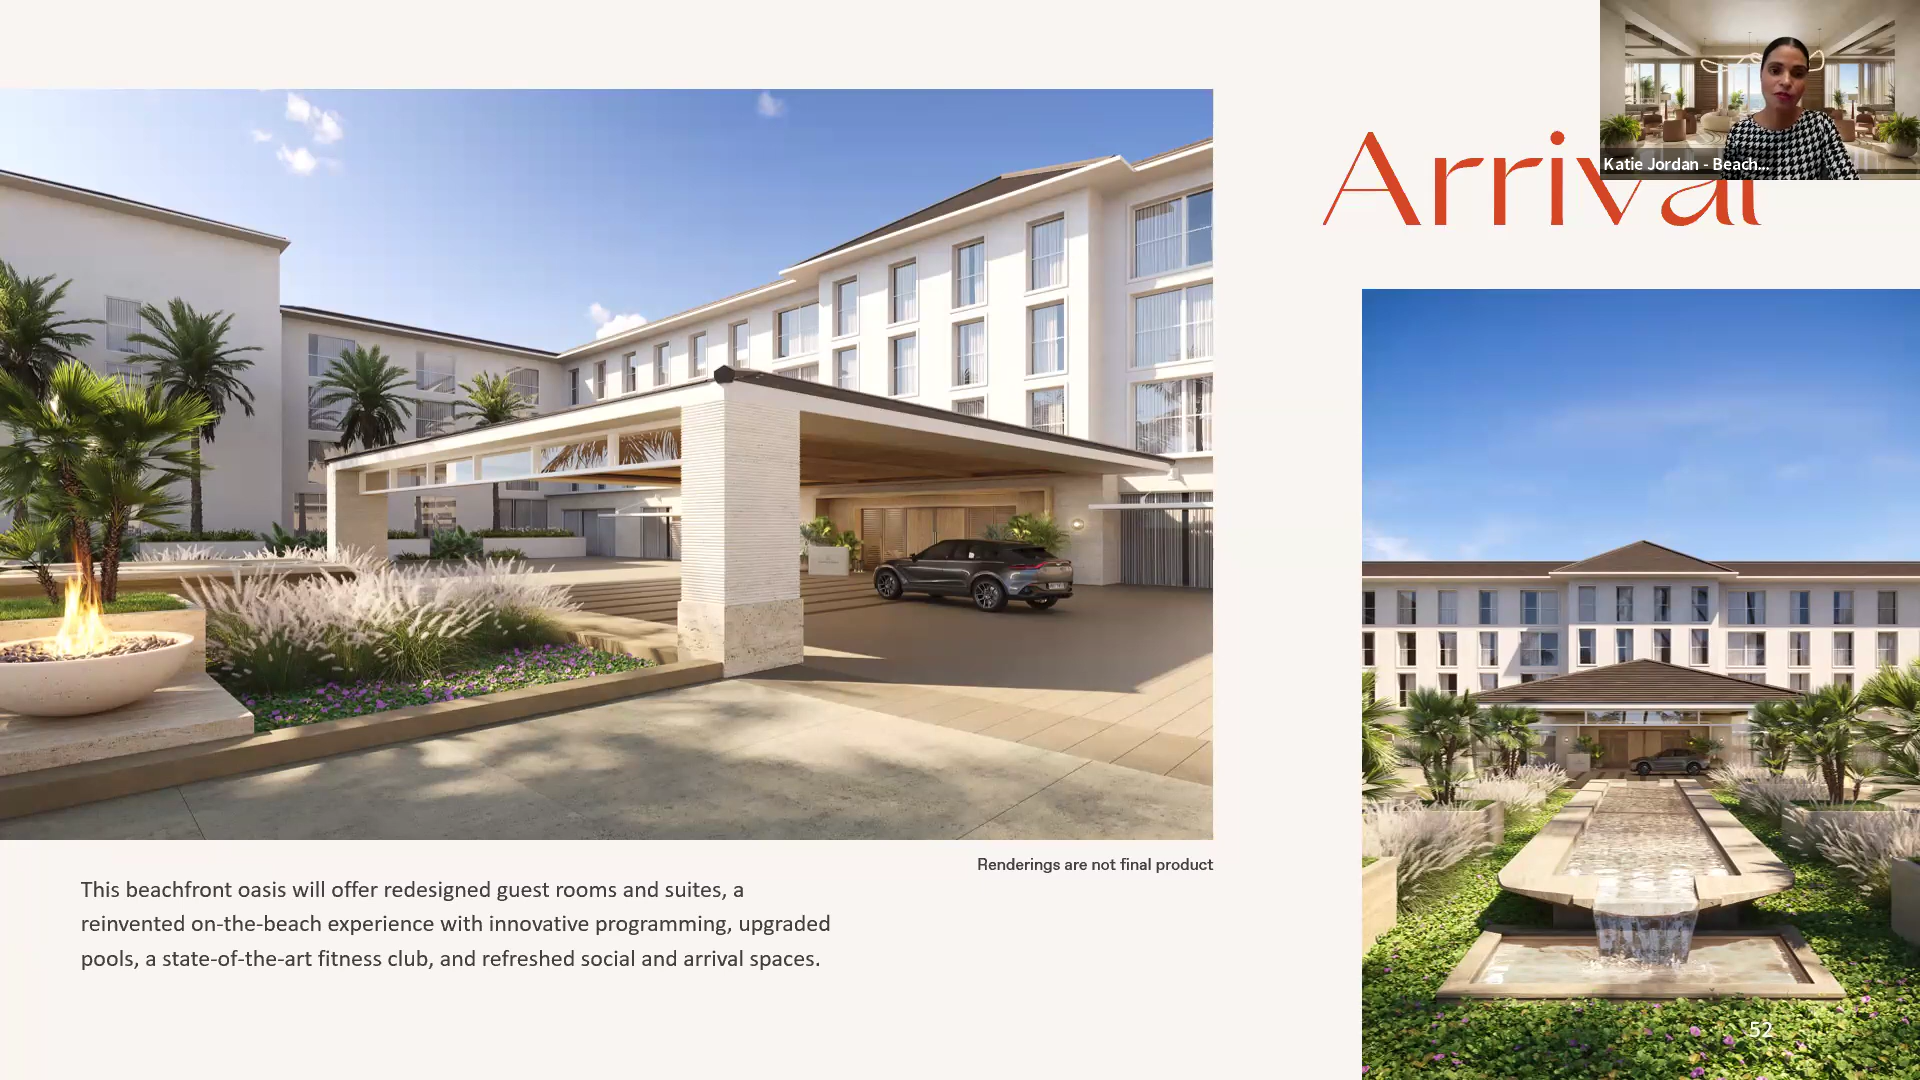 Arrival
Katie Jordan - Beach...
Renderings are not final product
This beachfront oasis will offer redesigned guest rooms and suites, a
reinvented on-the-beach experience with innovative programming, upgraded
pools, a state-of-the-art fitness club, and refreshed social and arrival spaces.
52